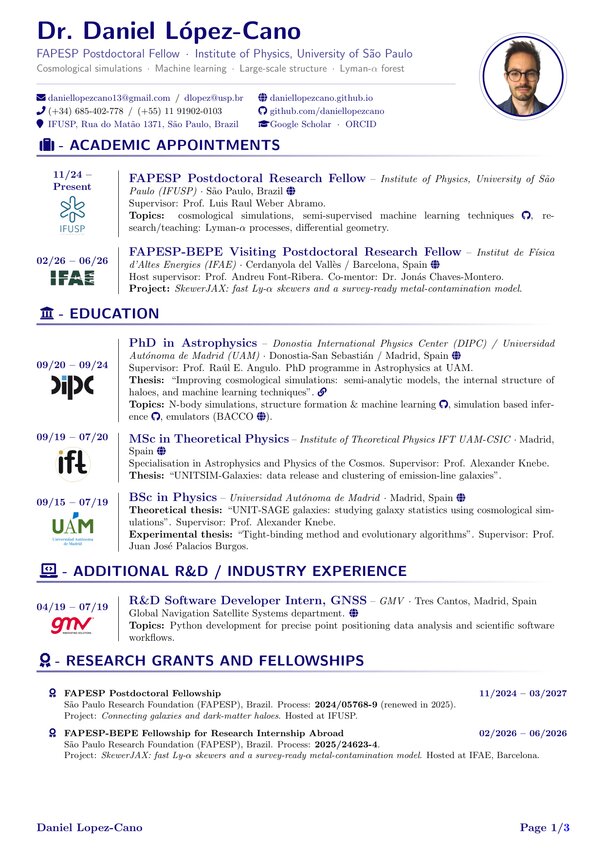 Dr. Daniel López-Cano
FAPESP Postdoctoral Fellow · Institute of Physics, University of São Paulo
Cosmological simulations · Machine learning · Large-scale structure · Lyman-α forest
daniellopezcano13@gmail.com / dlopez@usp.br
daniellopezcano.github.io
(+34) 685-402-778 / (+55) 11 91902-0103
github.com/daniellopezcano
IFUSP, Rua do Matão 1371, São Paulo, Brazil
Google Scholar · ORCID
- ACADEMIC APPOINTMENTS
11/24 –
Present
IFUSP
FAPESP Postdoctoral Research Fellow – Institute of Physics, University of São
Paulo (IFUSP) · São Paulo, Brazil
Supervisor: Prof. Luis Raul Weber Abramo.
Topics: cosmological simulations, semi-supervised machine learning techniques , re-
search/teaching: Lyman-α processes, differential geometry.
02/26 – 06/26
IFAE
FAPESP-BEPE Visiting Postdoctoral Research Fellow – Institut de Física
d'Altes Energies (IFAE) · Cerdanyola del Vallès / Barcelona, Spain
Host supervisor: Prof. Andreu Font-Ribera. Co-mentor: Dr. Jonás Chaves-Montero.
Project: SkewerJAX: fast Ly-α skewers and a survey-ready metal-contamination model.
- EDUCATION
09/20 – 09/24
dipc
PhD in Astrophysics – Donostia International Physics Center (DIPC) / Universidad
Autónoma de Madrid (UAM) · Donostia-San Sebastián / Madrid, Spain
Supervisor: Prof. Raúl E. Angulo. PhD programme in Astrophysics at UAM.
Thesis: “Improving cosmological simulations: semi-analytic models, the internal structure of
haloes, and machine learning techniques”.
Topics: N-body simulations, structure formation & machine learning , simulation based infer-
ence , emulators (BACCO ).
09/19 – 07/20
ift
MSc in Theoretical Physics – Institute of Theoretical Physics IFT UAM-CSIC · Madrid,
Spain
Specialisation in Astrophysics and Physics of the Cosmos. Supervisor: Prof. Alexander Knebe.
Thesis: “UNITSIM-Galaxies: data release and clustering of emission-line galaxies”.
09/15 – 07/19
UAM
Universidad Autónoma
de Madrid
BSc in Physics – Universidad Autónoma de Madrid · Madrid, Spain
Theoretical thesis: “UNIT-SAGE galaxies: studying galaxy statistics using cosmological sim-
ulations”. Supervisor: Prof. Alexander Knebe.
Experimental thesis: “Tight-binding method and evolutionary algorithms”. Supervisor: Prof.
Juan José Palacios Burgos.
- ADDITIONAL R&D / INDUSTRY EXPERIENCE
04/19 – 07/19
gmv
R&D Software Developer Intern, GNSS – GMV · Tres Cantos, Madrid, Spain
Global Navigation Satellite Systems department.
Topics: Python development for precise point positioning data analysis and scientific software
workflows.
- RESEARCH GRANTS AND FELLOWSHIPS
FAPESP Postdoctoral Fellowship 11/2024 – 03/2027
São Paulo Research Foundation (FAPESP), Brazil. Process: 2024/05768-9 (renewed in 2025).
Project: Connecting galaxies and dark-matter haloes. Hosted at IFUSP.
FAPESP-BEPE Fellowship for Research Internship Abroad 02/2026 – 06/2026
São Paulo Research Foundation (FAPESP), Brazil. Process: 2025/24623-4.
Project: SkewerJAX: fast Ly-α skewers and a survey-ready metal-contamination model. Hosted at IFAE, Barcelona.
Daniel Lopez-Cano Page 1/3